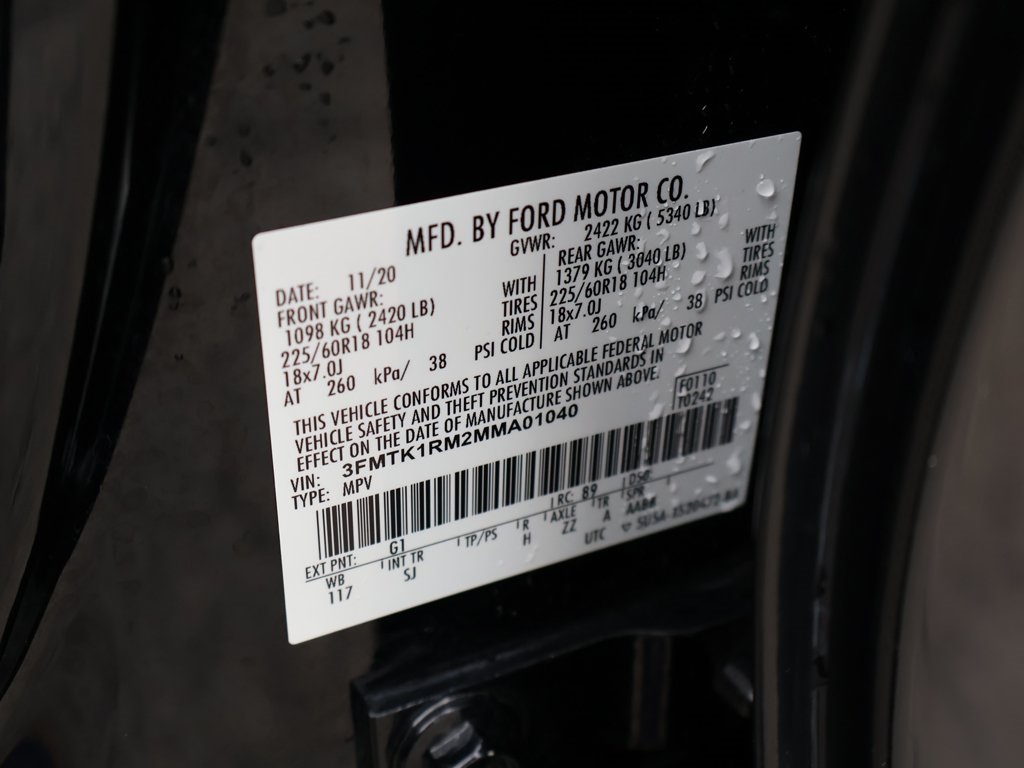 MFD. BY FORD MOTOR CO.
DATE: 11/20
GVWR: 2422 KG ( 5340 LB)
FRONT GAWR:
1098 KG ( 2420 LB) WITH
225/60R18 104H TIRES
18x7.0J RIMS
AT 260 kPa/ 38 PSI COLD
REAR GAWR:
1379 KG ( 3040 LB) WITH
225/60R18 104H TIRES
18x7.0J RIMS
AT 260 kPa/ 38 PSI COLD
THIS VEHICLE CONFORMS TO ALL APPLICABLE FEDERAL MOTOR
VEHICLE SAFETY AND THEFT PREVENTION STANDARDS IN
EFFECT ON THE DATE OF MANUFACTURE SHOWN ABOVE.
F0110
T0242
VIN: 3FMTK1RM2MMA01040
TYPE: MPV
EXT PNT: G1 RC: 89 DSO
WB INT TR TP/PS R AXLE TR SPR
117 SJ H ZZ A AABB
UTC